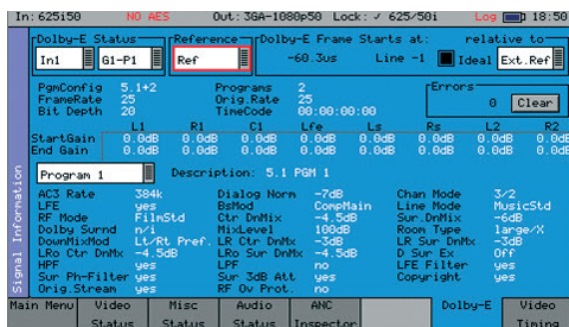 In: 625i50 NO AES Out: 3GA-1080p50 Lock: ✓ 625/50i Log 18:50
Dolby-E Status Reference Dolby-E Frame Starts at: relative to
In1 G1-P1 Ref -60.3us Line -1 Ideal Ext.Ref
PgmConfig 5.1+2 Programs 2 Errors
FrameRate 25 Orig.Rate 25 0 Clear
Bit Depth 20 TimeCode 00:00:00:00
L1 R1 C1 Lfe Ls Rs L2 R2
StartGain 0.0dB 0.0dB 0.0dB 0.0dB 0.0dB 0.0dB 0.0dB 0.0dB
End Gain 0.0dB 0.0dB 0.0dB 0.0dB 0.0dB 0.0dB 0.0dB 0.0dB
Program 1 Description: 5.1 PGM 1
AC3 Rate 384k Dialog Norm -7dB Chan Mode 3/2
LFE yes BsMod CompMain Line Mode MusicStd
RF Mode FilmStd Ctr DnMix -4.5dB Sur.DnMix -6dB
Dolby Surnd n/i MixLevel 100dB Room Type large/X
DownMixMod Lt/Rt Pref. LR Ctr DnMx -3dB LR Sur DnMx -3dB
LRo Ctr DnMx -4.5dB LRo Sur DnMx -4.5dB D Sur Ex Off
HPF yes LPF no LFE Filter yes
Sur Ph-Filter yes Sur 3dB Att yes Copyright yes
Orig.Stream yes RF Ov Prot. no
Signal Information
Main Menu Video Status Misc Status Audio Status ANC Inspector Dolby-E Video Timing